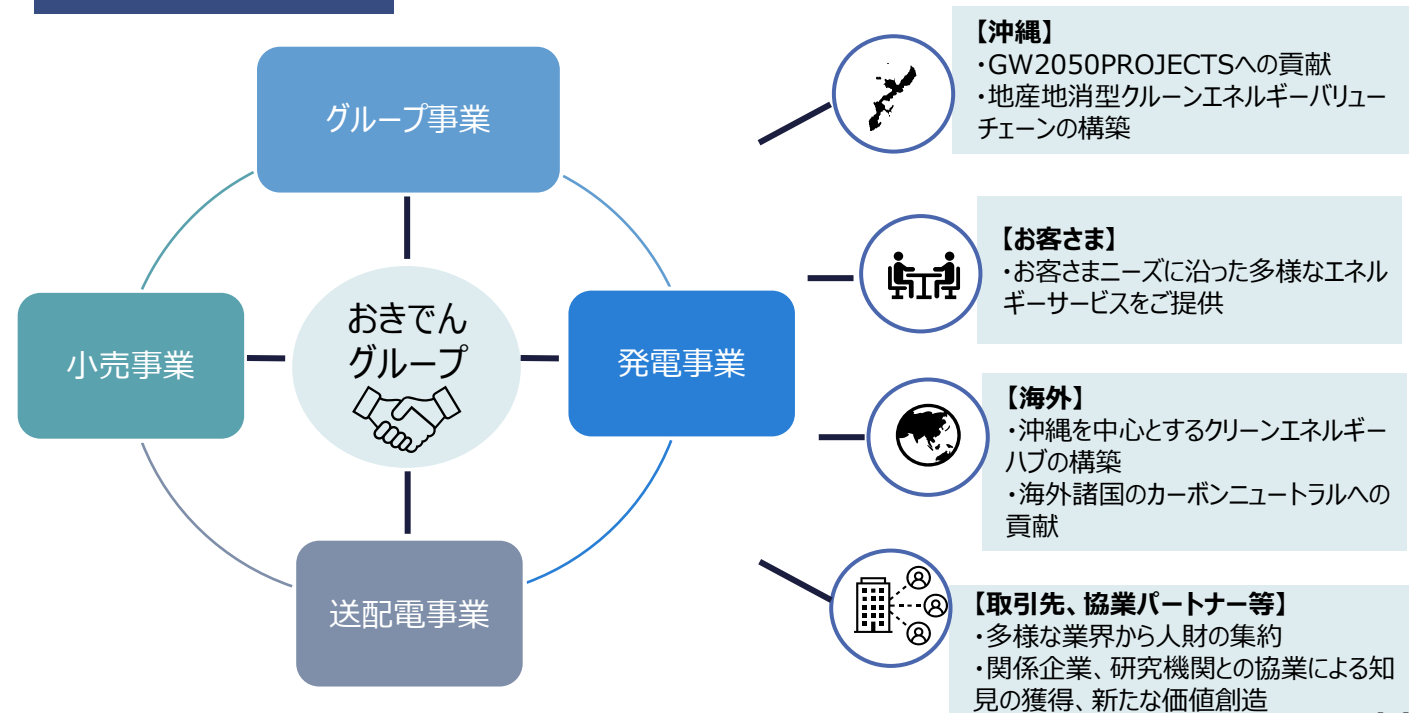 グループ事業
小売事業
おきでん
グループ
発電事業
送配電事業
【沖縄】
・GW2050PROJECTSへの貢献
・地産地消型クルーンエネルギーバリュー
チェーンの構築
【お客さま】
・お客さまニーズに沿った多様なエネル
ギーサービスをご提供
【海外】
・沖縄を中心とするクリーンエネルギー
ハブの構築
・海外諸国のカーボンニュートラルへの
貢献
【取引先、協業パートナー等】
・多様な業界から人財の集約
・関係企業、研究機関との協業による知
見の獲得、新たな価値創造